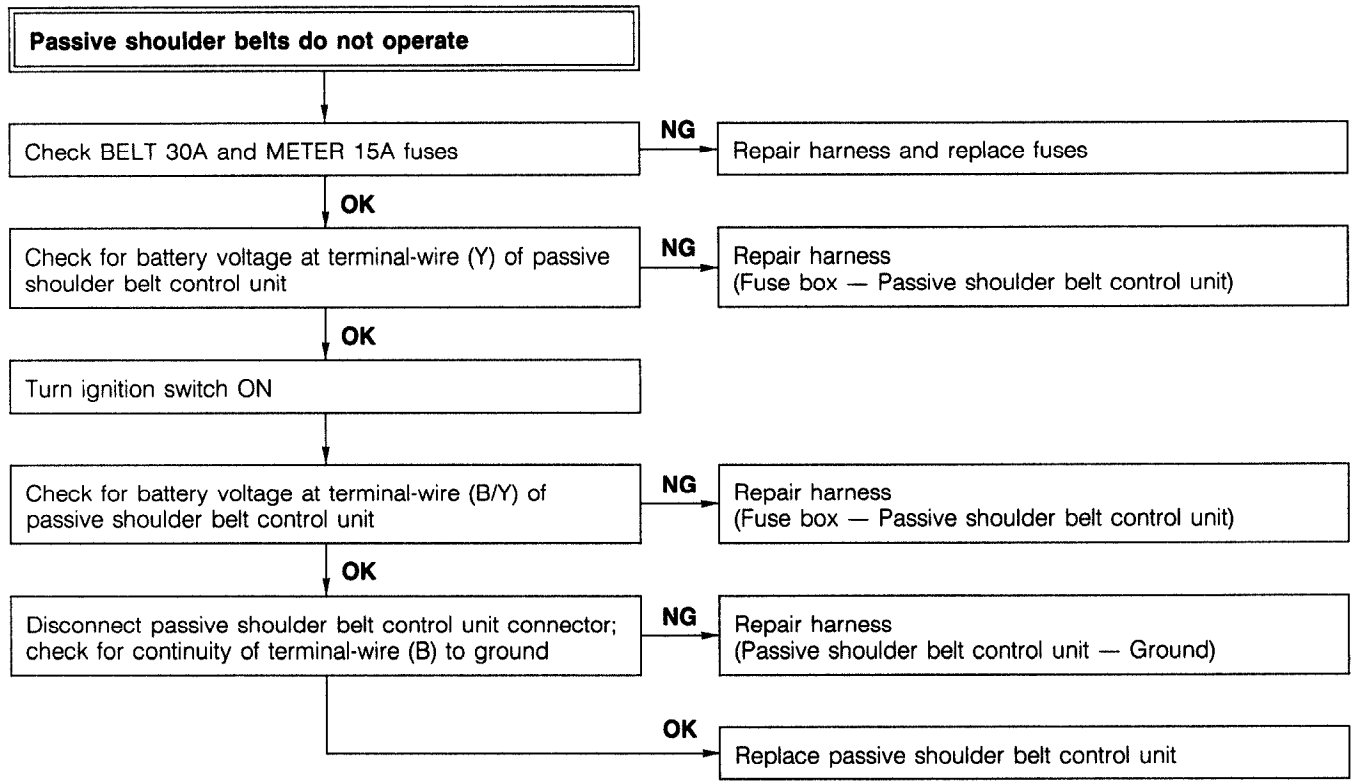 Passive shoulder belts do not operate
Check BELT 30A and METER 15A fuses
NG
Repair harness and replace fuses
OK
Check for battery voltage at terminal-wire (Y) of passive
shoulder belt control unit
NG
Repair harness
(Fuse box — Passive shoulder belt control unit)
OK
Turn ignition switch ON
Check for battery voltage at terminal-wire (B/Y) of
passive shoulder belt control unit
NG
Repair harness
(Fuse box — Passive shoulder belt control unit)
OK
Disconnect passive shoulder belt control unit connector;
check for continuity of terminal-wire (B) to ground
NG
Repair harness
(Passive shoulder belt control unit — Ground)
OK
Replace passive shoulder belt control unit